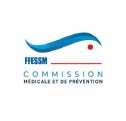 FFESSM
COMMISSION
MÉDICALE ET DE PRÉVENTION